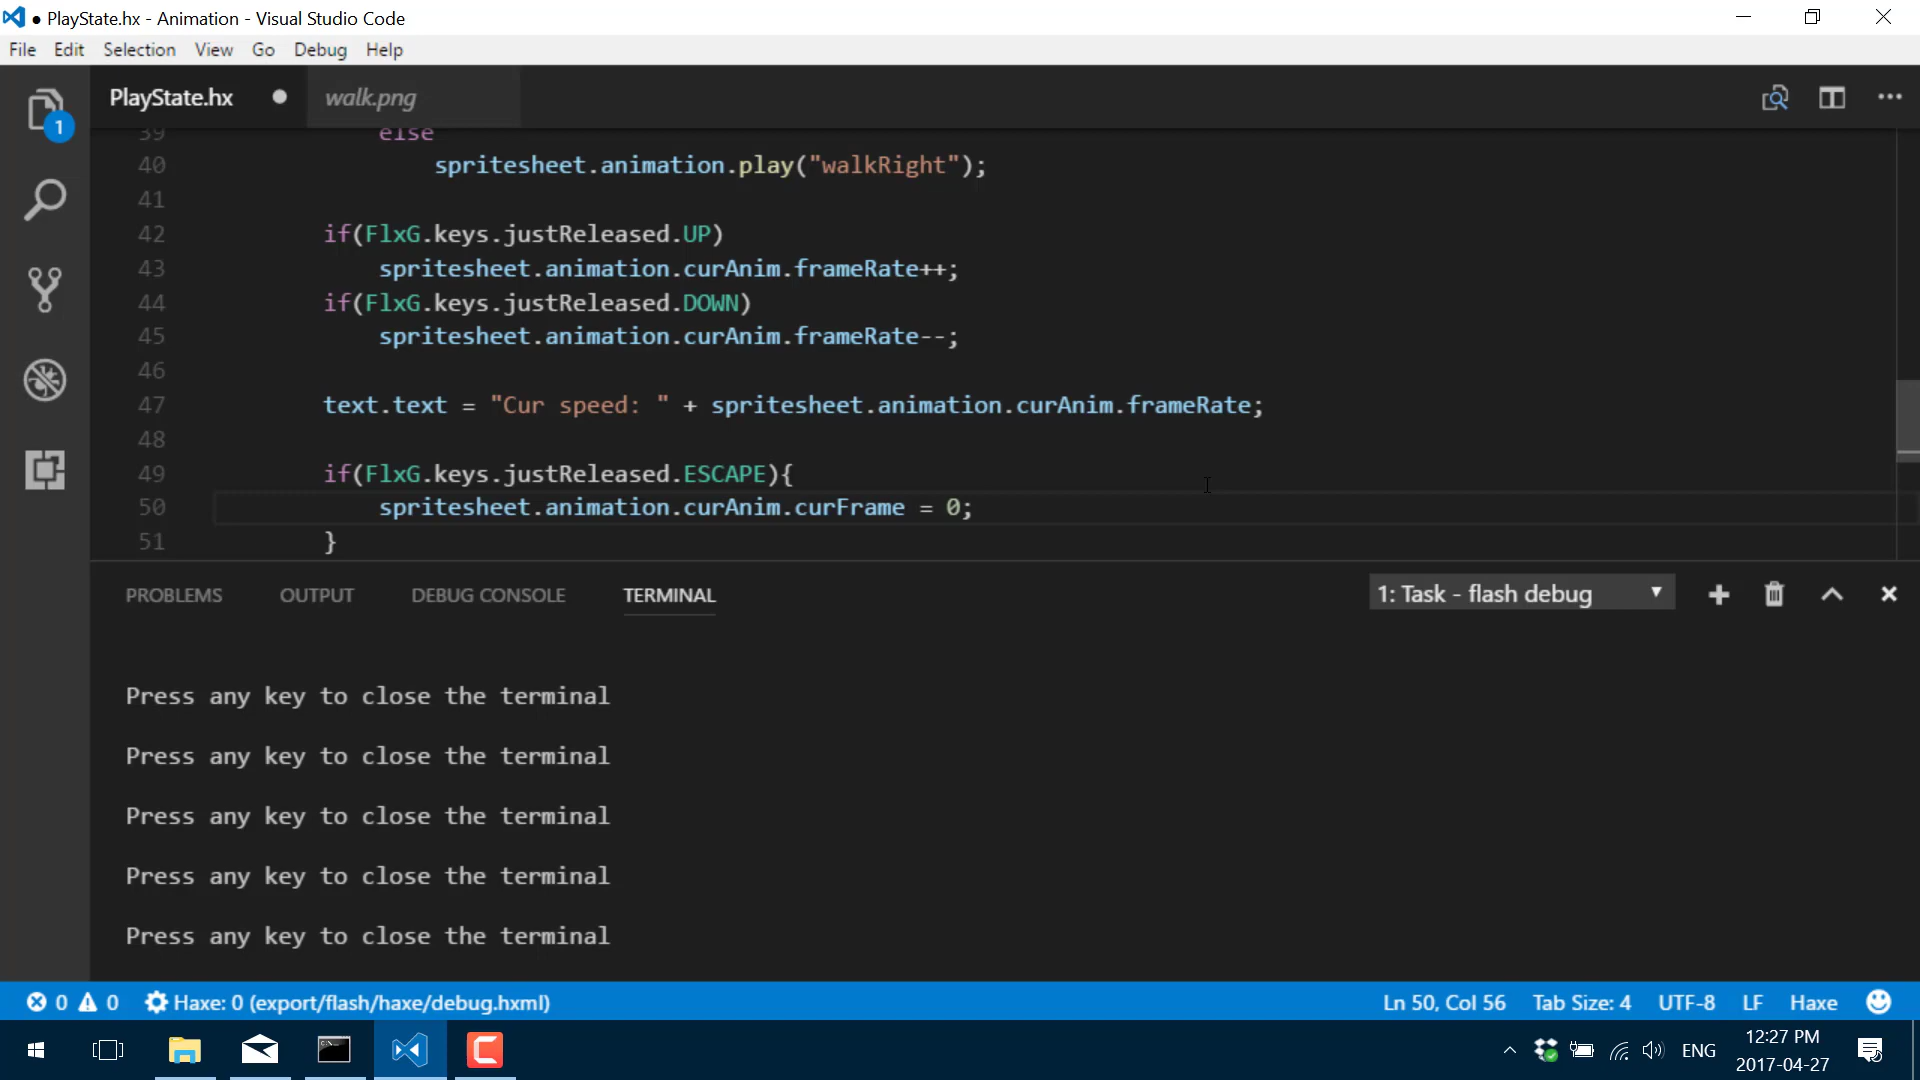 ● PlayState.hx - Animation - Visual Studio Code
File Edit Selection View Go Debug Help
PlayState.hx ● walk.png
1
39 else
40 spritesheet.animation.play("walkRight");
41
42 if(FlxG.keys.justReleased.UP)
43 spritesheet.animation.curAnim.frameRate++;
44 if(FlxG.keys.justReleased.DOWN)
45 spritesheet.animation.curAnim.frameRate--;
46
47 text.text = "Cur speed: " + spritesheet.animation.curAnim.frameRate;
48
49 if(FlxG.keys.justReleased.ESCAPE){
50 spritesheet.animation.curAnim.curFrame = 0;
51 }
PROBLEMS OUTPUT DEBUG CONSOLE TERMINAL 1: Task - flash debug
Press any key to close the terminal
Press any key to close the terminal
Press any key to close the terminal
Press any key to close the terminal
Press any key to close the terminal
0 0 Haxe: 0 (export/flash/haxe/debug.hxml) Ln 50, Col 56 Tab Size: 4 UTF-8 LF Haxe
ENG 12:27 PM
2017-04-27